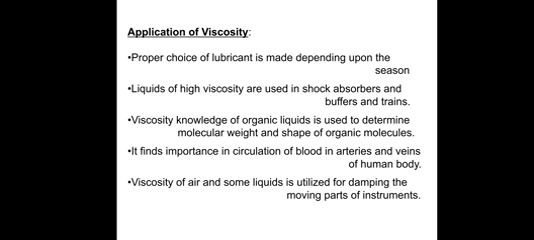 Application of Viscosity:
•Proper choice of lubricant is made depending upon the
season
•Liquids of high viscosity are used in shock absorbers and
buffers and trains.
•Viscosity knowledge of organic liquids is used to determine
molecular weight and shape of organic molecules.
•It finds importance in circulation of blood in arteries and veins
of human body.
•Viscosity of air and some liquids is utilized for damping the
moving parts of instruments.